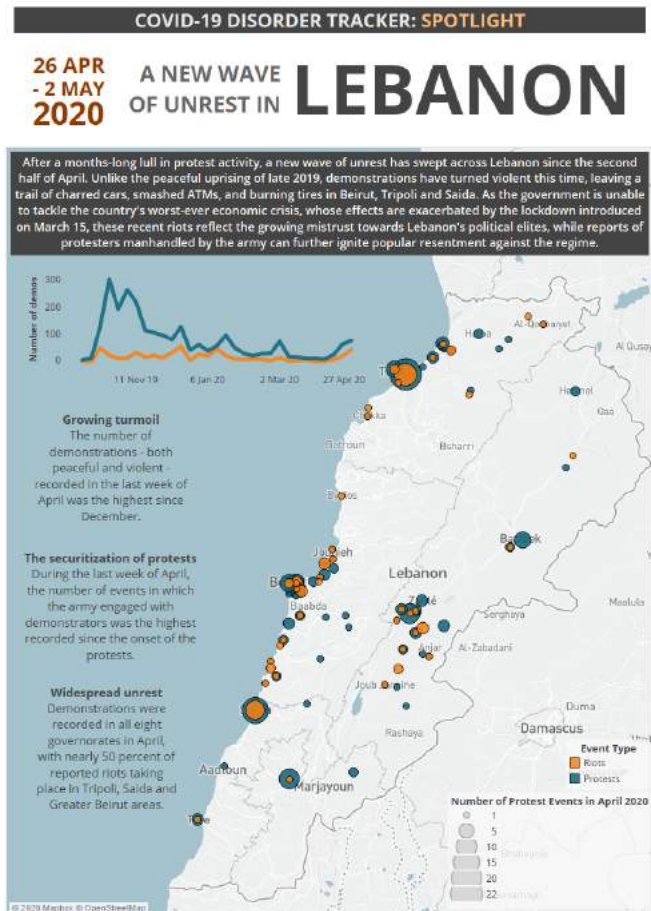 COVID-19 DISORDER TRACKER: SPOTLIGHT
26 APR
- 2 MAY
2020
A NEW WAVE
OF UNREST IN
LEBANON
After a months-long lull in protest activity, a new wave of unrest has swept across Lebanon since the second
half of April. Unlike the peaceful uprising of late 2019, demonstrations have turned violent this time, leaving a
trail of charred cars, smashed ATMs, and burning tires in Beirut, Tripoli and Saida. As the government is unable
to tackle the country's worst-ever economic crisis, whose effects are exacerbated by the lockdown introduced
on March 15, these recent riots reflect the growing mistrust towards Lebanon's political elites, while reports of
protesters manhandled by the army can further ignite popular resentment against the regime.
Number of demos
300
200
100
0
11 Nov 19
6 Jan 20
2 Mar 20
27 Apr 20
Growing turmoil
The number of
demonstrations - both
peaceful and violent -
recorded in the last week of
April was the highest since
December.
The securitization of protests
During the last week of April,
the number of events in which
the army engaged with
demonstrators was the highest
recorded since the onset of the
protests.
Widespread unrest
Demonstrations were
recorded in all eight
governorates in April,
with nearly 50 percent of
reported riots taking
place in Tripoli, Saida and
Greater Beirut areas.
Al Qusay
Qaa
Batroun
Bsharri
Lebanon
Baabda
Serghaya
Maalula
Anjar
Al-Zabadani
Rashaya
Duma
Damascus
Marjayoun
Event Type
Riots
Protests
Number of Protest Events in April 2020
1
5
10
15
20
22
© 2020 Mapbox © OpenStreetMap